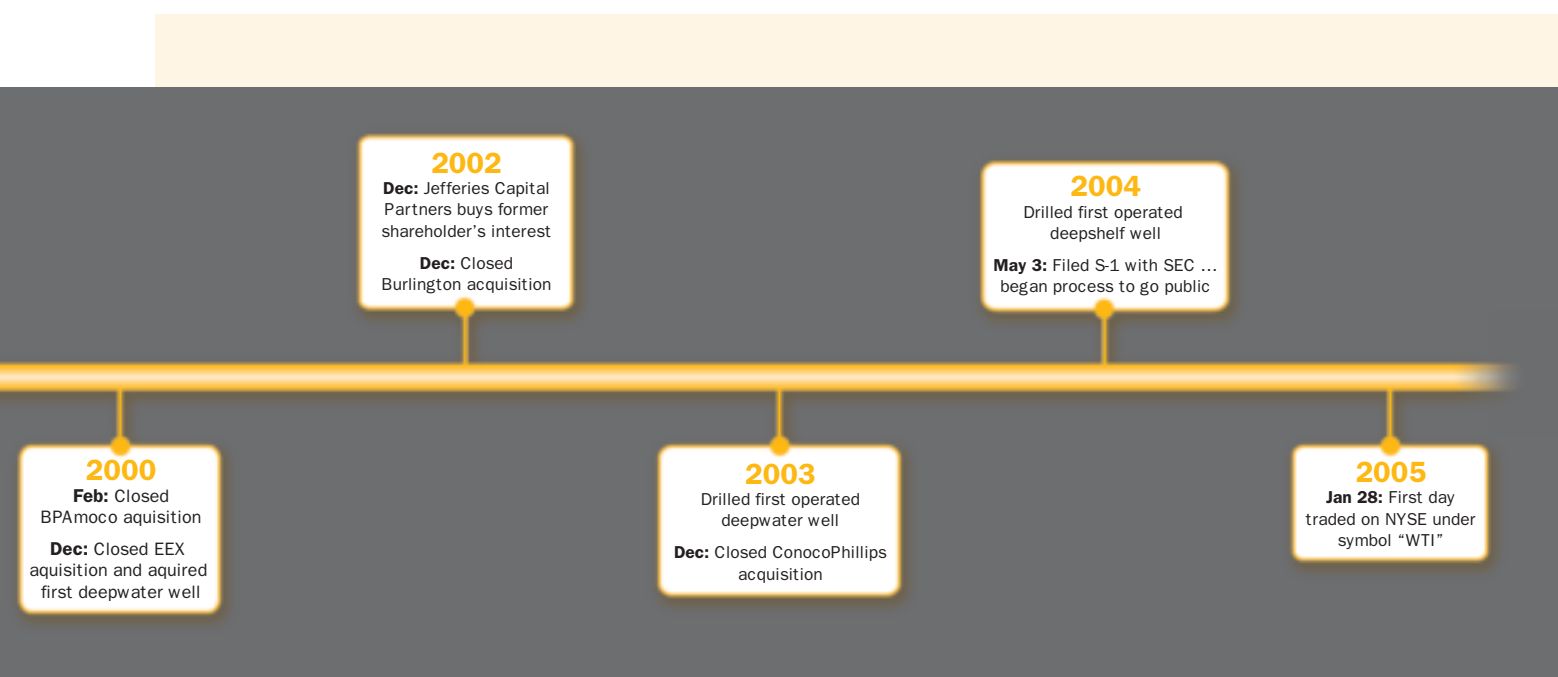 2000
Feb: Closed
BPAmoco aquisition
Dec: Closed EEX
aquisition and aquired
first deepwater well
2002
Dec: Jefferies Capital
Partners buys former
shareholder’s interest
Dec: Closed
Burlington acquisition
2003
Drilled first operated
deepwater well
Dec: Closed ConocoPhillips
acquisition
2004
Drilled first operated
deepshelf well
May 3: Filed S-1 with SEC ...
began process to go public
2005
Jan 28: First day
traded on NYSE under
symbol “WTI”